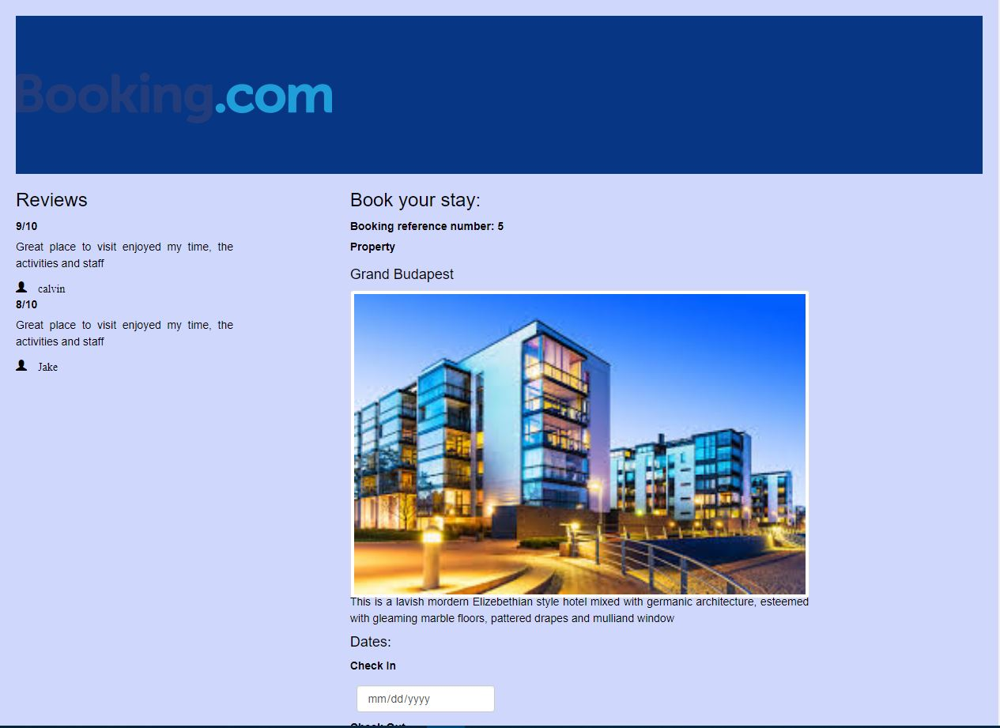 Booking.com
Reviews
9/10
Great place to visit enjoyed my time, the
activities and staff
calvin
8/10
Great place to visit enjoyed my time, the
activities and staff
Jake
Book your stay:
Booking reference number: 5
Property
Grand Budapest
This is a lavish mordern Elizebethian style hotel mixed with germanic architecture, esteemed
with gleaming marble floors, pattered drapes and mulliand window
Dates:
Check In
mm/dd/yyyy
Check Out